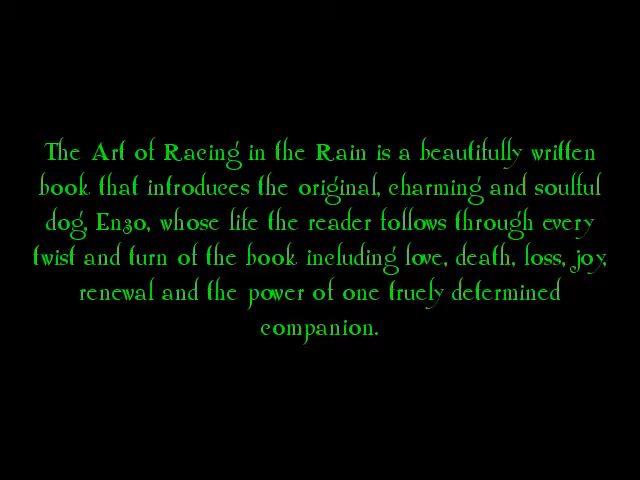 The Art of Racing in the Rain is a beautifully written
book that introduces the original, charming and soulful
dog, Enzo, whose life the reader follows through every
twist and turn of the book including love, death, loss, joy,
renewal and the power of one truely determined
companion.